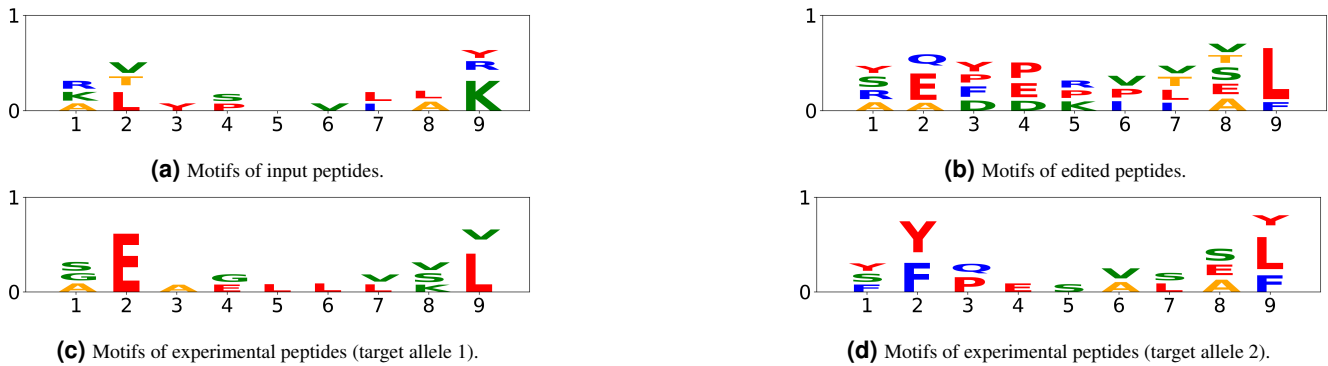 1
0
R
K
A
V
T
L
Y
S
P
V
L
I
L
A
Y
R
K
1 2 3 4 5 6 7 8 9
(a) Motifs of input peptides.
1
0
Y
S
R
A
Q
E
A
Y
P
F
D
P
E
D
R
P
K
V
P
I
V
T
L
I
V
T
S
E
A
L
F
1 2 3 4 5 6 7 8 9
(b) Motifs of edited peptides.
1
0
S
G
A
E
A
G
E
L
L
V
L
V
S
K
V
L
1 2 3 4 5 6 7 8 9
(c) Motifs of experimental peptides (target allele 1).
1
0
Y
S
F
Y
F
Q
P
E
S
V
A
S
L
S
E
A
Y
L
F
1 2 3 4 5 6 7 8 9
(d) Motifs of experimental peptides (target allele 2).